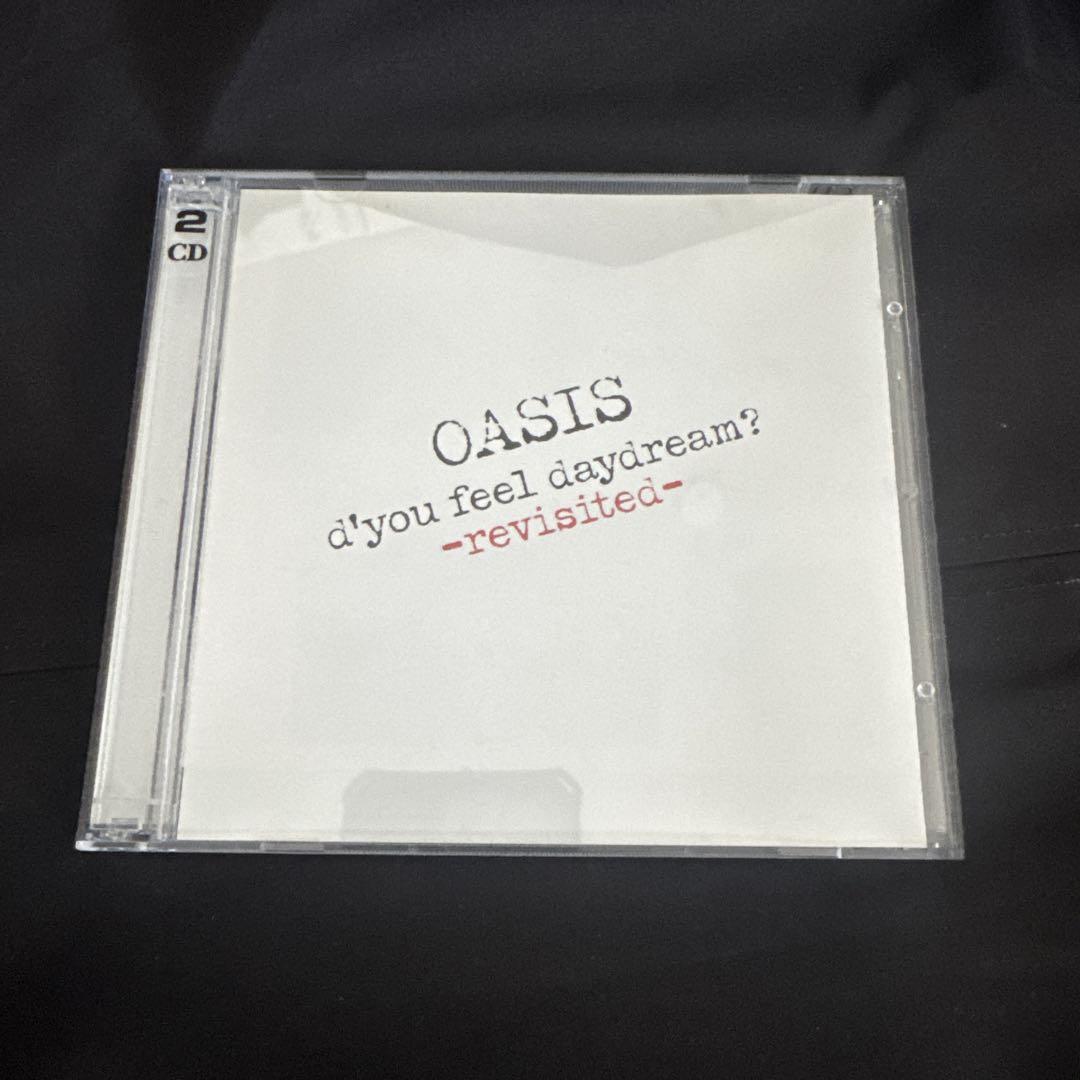 2
CD
OASIS
d'you feel daydream?
-revisited-